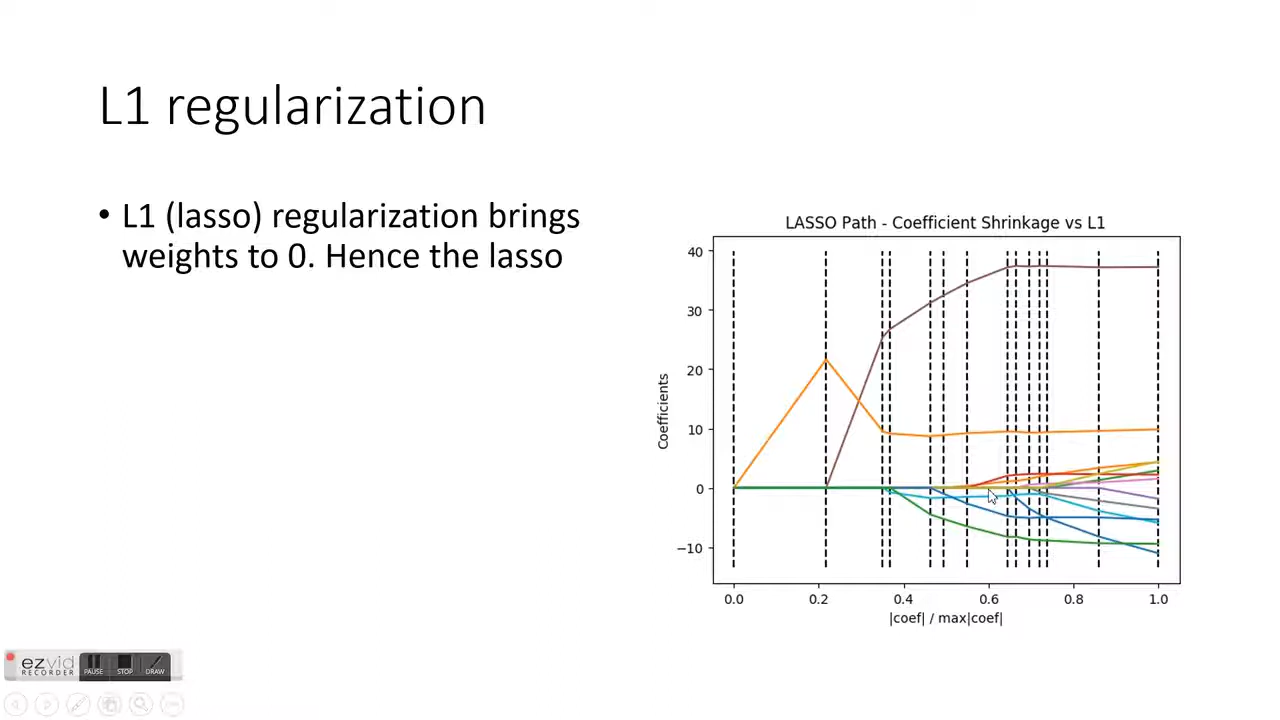 L1 regularization
• L1 (lasso) regularization brings
weights to 0. Hence the lasso
LASSO Path - Coefficient Shrinkage vs L1
40
30
20
10
0
−10
Coefficients
0.0 0.2 0.4 0.6 0.8 1.0
|coef| / max|coef|
ezvid
RECORDER
PAUSE STOP DRAW